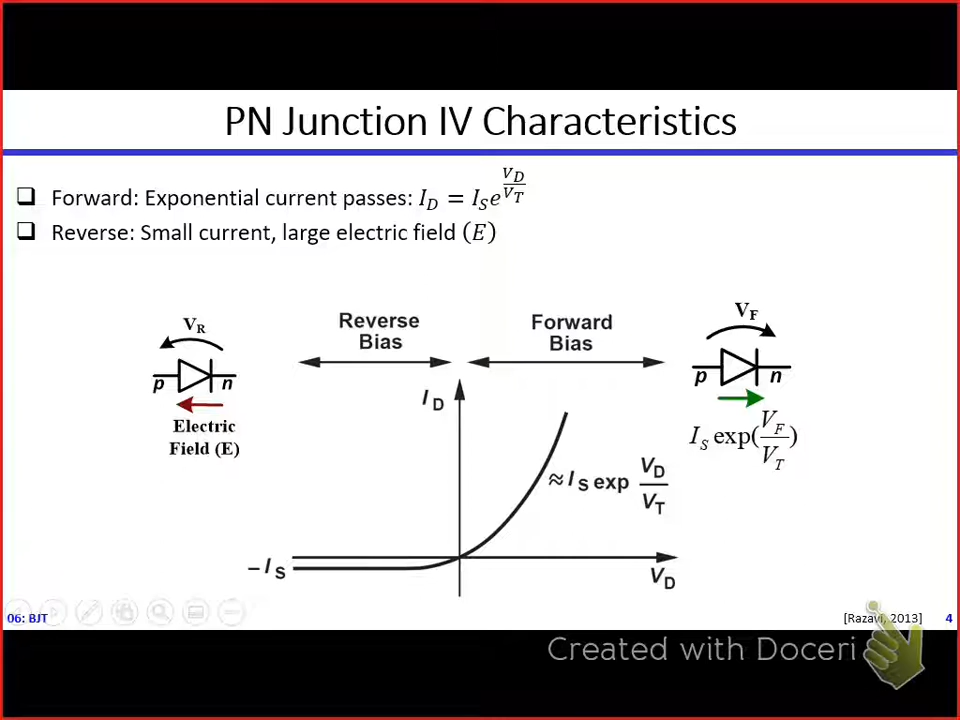 PN Junction IV Characteristics
❑ Forward: Exponential current passes: I_D = I_S e^(V_D/V_T)
❑ Reverse: Small current, large electric field (E)
V_R
p n
Electric
Field (E)
Reverse
Bias
Forward
Bias
V_F
p n
I_S exp(V_F/V_T)
I_D
≈ I_S exp V_D/V_T
– I_S
V_D
06: BJT
[Razavi, 2013] 4
Created with Doceri